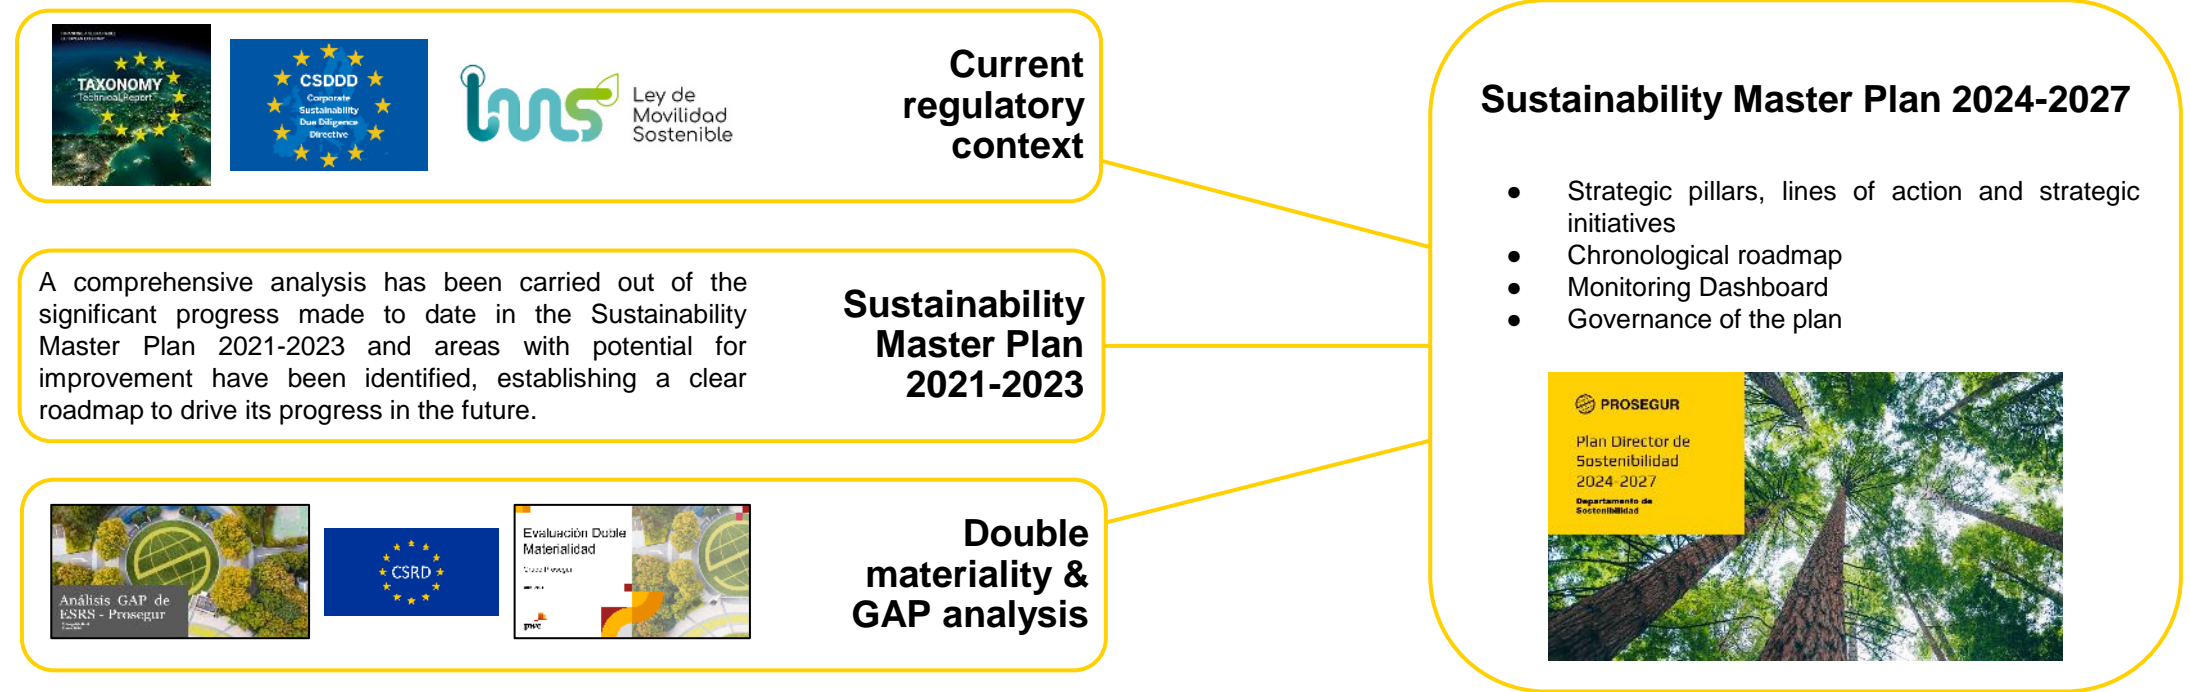 TAXONOMY
Technical Report
CSDDD
Corporate
Sustainability
Due Diligence
Directive
lms
Ley de
Movilidad
Sostenible
Current
regulatory
context
A comprehensive analysis has been carried out of the
significant progress made to date in the Sustainability
Master Plan 2021-2023 and areas with potential for
improvement have been identified, establishing a clear
roadmap to drive its progress in the future.
Sustainability
Master Plan
2021-2023
Análisis GAP de
ESRS - Prosegur
CSRD
Evaluación Doble
Materialidad
Grupo Prosegur
pwc
Double
materiality &
GAP analysis
Sustainability Master Plan 2024-2027
● Strategic pillars, lines of action and strategic
initiatives
● Chronological roadmap
● Monitoring Dashboard
● Governance of the plan
PROSEGUR
Plan Director de
Sostenibilidad
2024-2027
Departamento de
Sostenibilidad